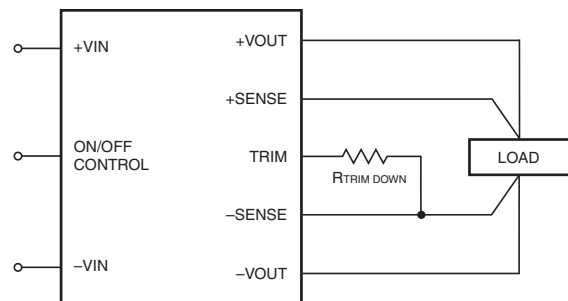 +VIN
ON/OFF
CONTROL
–VIN
+VOUT
+SENSE
TRIM
–SENSE
–VOUT
RTRIM DOWN
LOAD